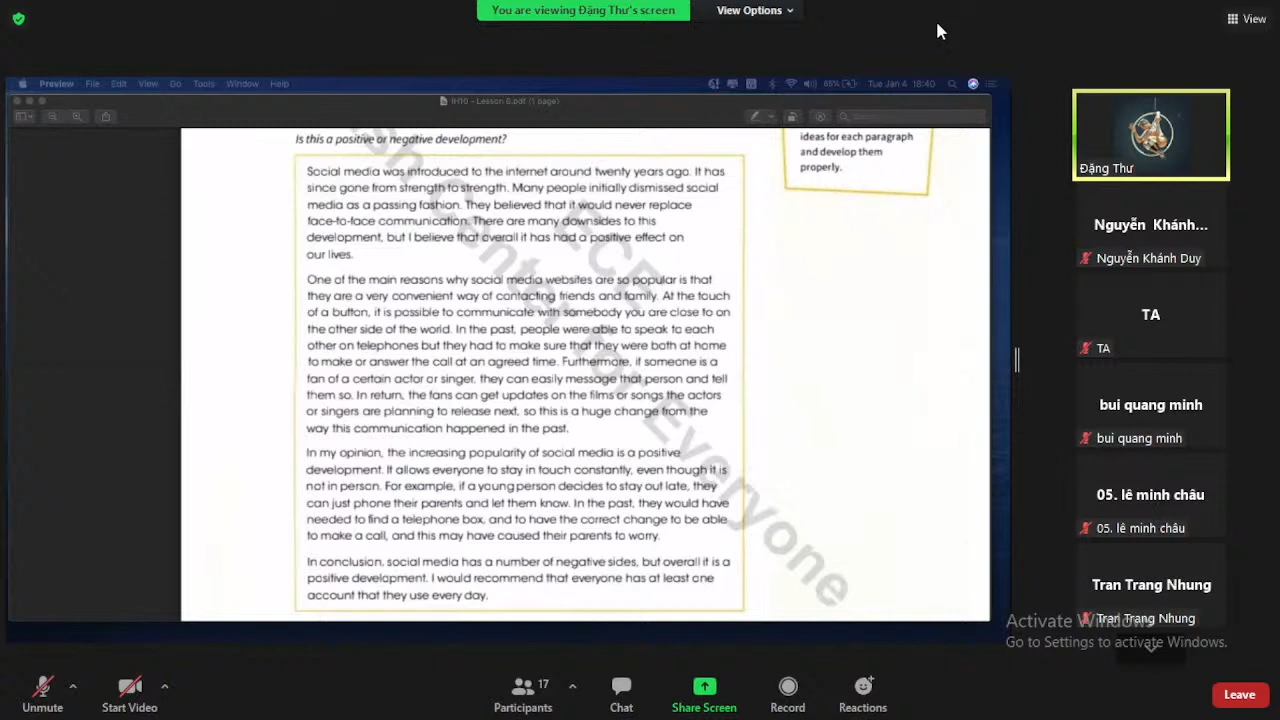 You are viewing Đặng Thư's screen
View Options
View
Preview File Edit View Go Tools Window Help
65%
Tue Jan 4 18:40
IH10 - Lesson 6.pdf (1 page)
Search
Is this a positive or negative development?
ideas for each paragraph
and develop them
properly.
Social media was introduced to the internet around twenty years ago. It has
since gone from strength to strength. Many people initially dismissed social
media as a passing fashion. They believed that it would never replace
face-to-face communication. There are many downsides to this
development, but I believe that overall it has had a positive effect on
our lives.
One of the main reasons why social media websites are so popular is that
they are a very convenient way of contacting friends and family. At the touch
of a button, it is possible to communicate with somebody you are close to on
the other side of the world. In the past, people were able to speak to each
other on telephones but they had to make sure that they were both at home
to make or answer the call at an agreed time. Furthermore, if someone is a
fan of a certain actor or singer, they can easily message that person and tell
them so. In return, the fans can get updates on the films or songs the actors
or singers are planning to release next, so this is a huge change from the
way this communication happened in the past.
In my opinion, the increasing popularity of social media is a positive
development. It allows everyone to stay in touch constantly, even though it is
not in person. For example, if a young person decides to stay out late, they
can just phone their parents and let them know. In the past, they would have
needed to find a telephone box, and to have the correct change to be able
to make a call, and this may have caused their parents to worry.
In conclusion, social media has a number of negative sides, but overall it is a
positive development. I would recommend that everyone has at least one
account that they use every day.
ECE
Center for Everyone
Đặng Thư
Nguyễn Khánh...
Nguyễn Khánh Duy
TA
TA
bui quang minh
bui quang minh
05. lê minh châu
05. lê minh châu
Tran Trang Nhung
Tran Trang Nhung
Activate Windows
Go to Settings to activate Windows.
Unmute
Start Video
17
Participants
Chat
Share Screen
Record
Reactions
Leave